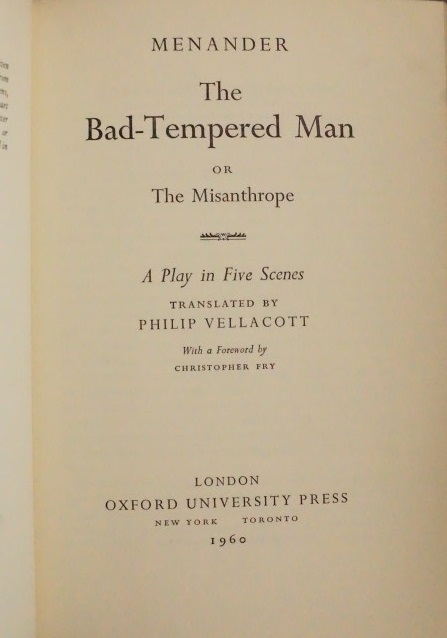 MENANDER
The
Bad-Tempered Man
OR
The Misanthrope
A Play in Five Scenes
TRANSLATED BY
PHILIP VELLACOTT
With a Foreword by
CHRISTOPHER FRY
LONDON
OXFORD UNIVERSITY PRESS
NEW YORK TORONTO
1960